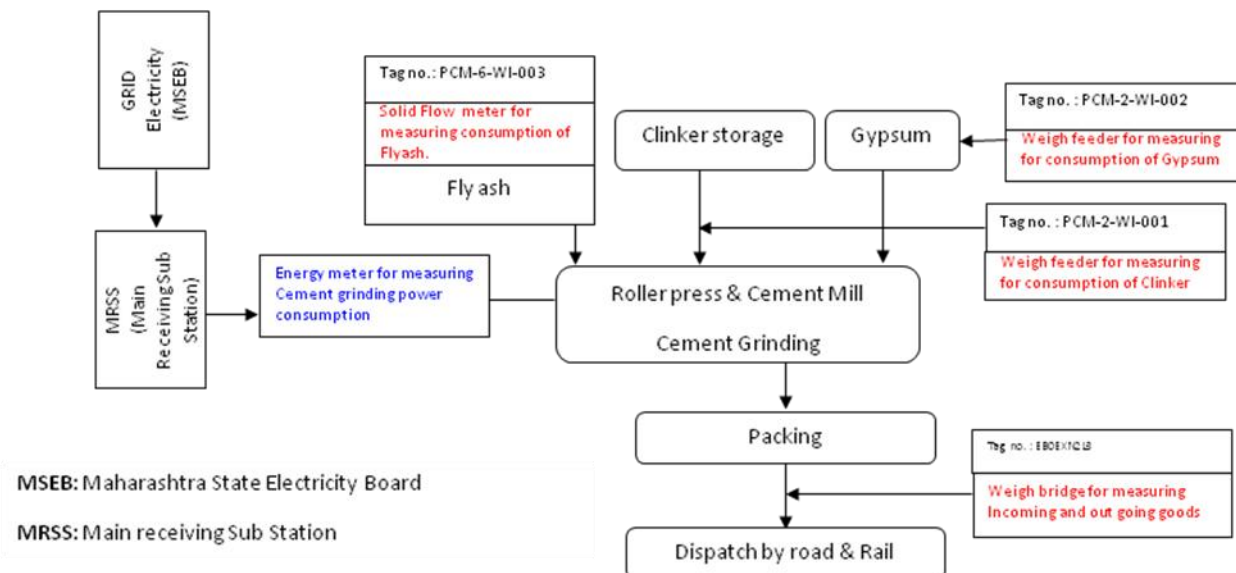 GRID
Electricity
(MSEB)
Tag no.: PCM-6-WI-003
Solid Flow meter for
measuring consumption of
Flyash.
Fly ash
Clinker storage
Gypsum
Tag no. : PCM-2-WI-002
Weigh feeder for measuring
for consumption of Gypsum
Tag no.: PCM-2-WI-001
Weigh feeder for measuring
for consumption of Clinker
MRSS
(Main
Receiving Sub
Station)
Energy meter for measuring
Cement grinding power
consumption
Roller press & Cement Mill
Cement Grinding
Packing
Tag no. :
Weigh bridge for measuring
Incoming and out going goods
Dispatch by road & Rail
MSEB: Maharashtra State Electricity Board
MRSS: Main receiving Sub Station